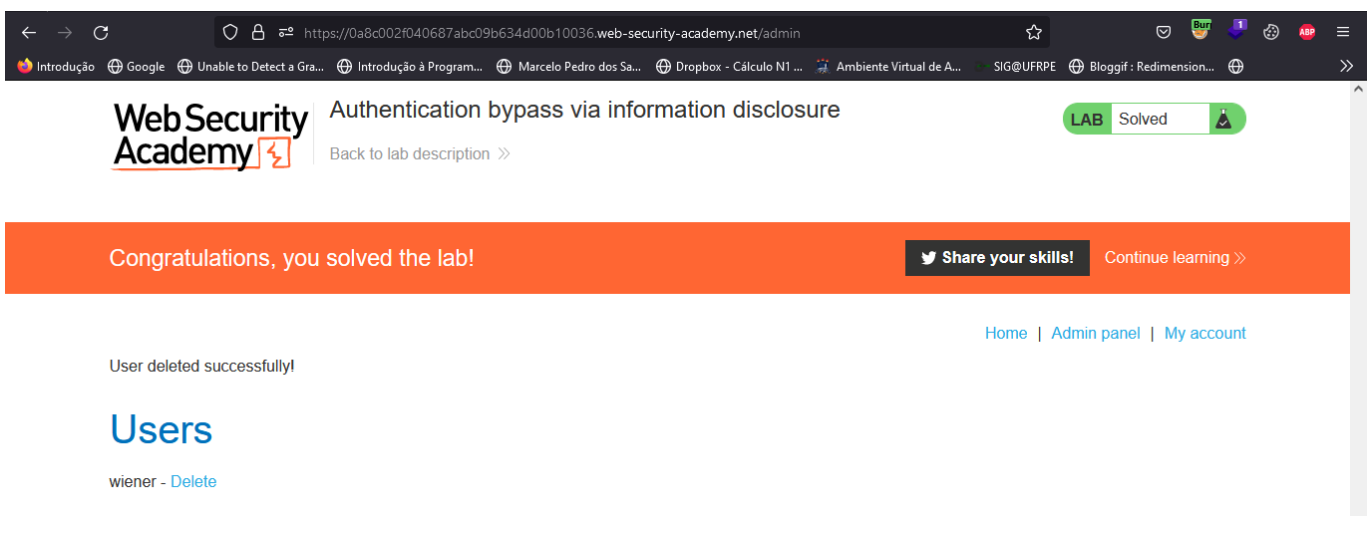 https://0a8c002f040687abc09b634d00b10036.web-security-academy.net/admin
Bur
1
ABP
Introdução
Google
Unable to Detect a Gra...
Introdução à Program...
Marcelo Pedro dos Sa...
Dropbox - Cálculo N1 ...
Ambiente Virtual de A...
SIG@UFRPE
Bloggif : Redimension...
Web Security
Academy
Authentication bypass via information disclosure
Back to lab description
LAB Solved
Congratulations, you solved the lab!
Share your skills!
Continue learning
Home | Admin panel | My account
User deleted successfully!
Users
wiener - Delete